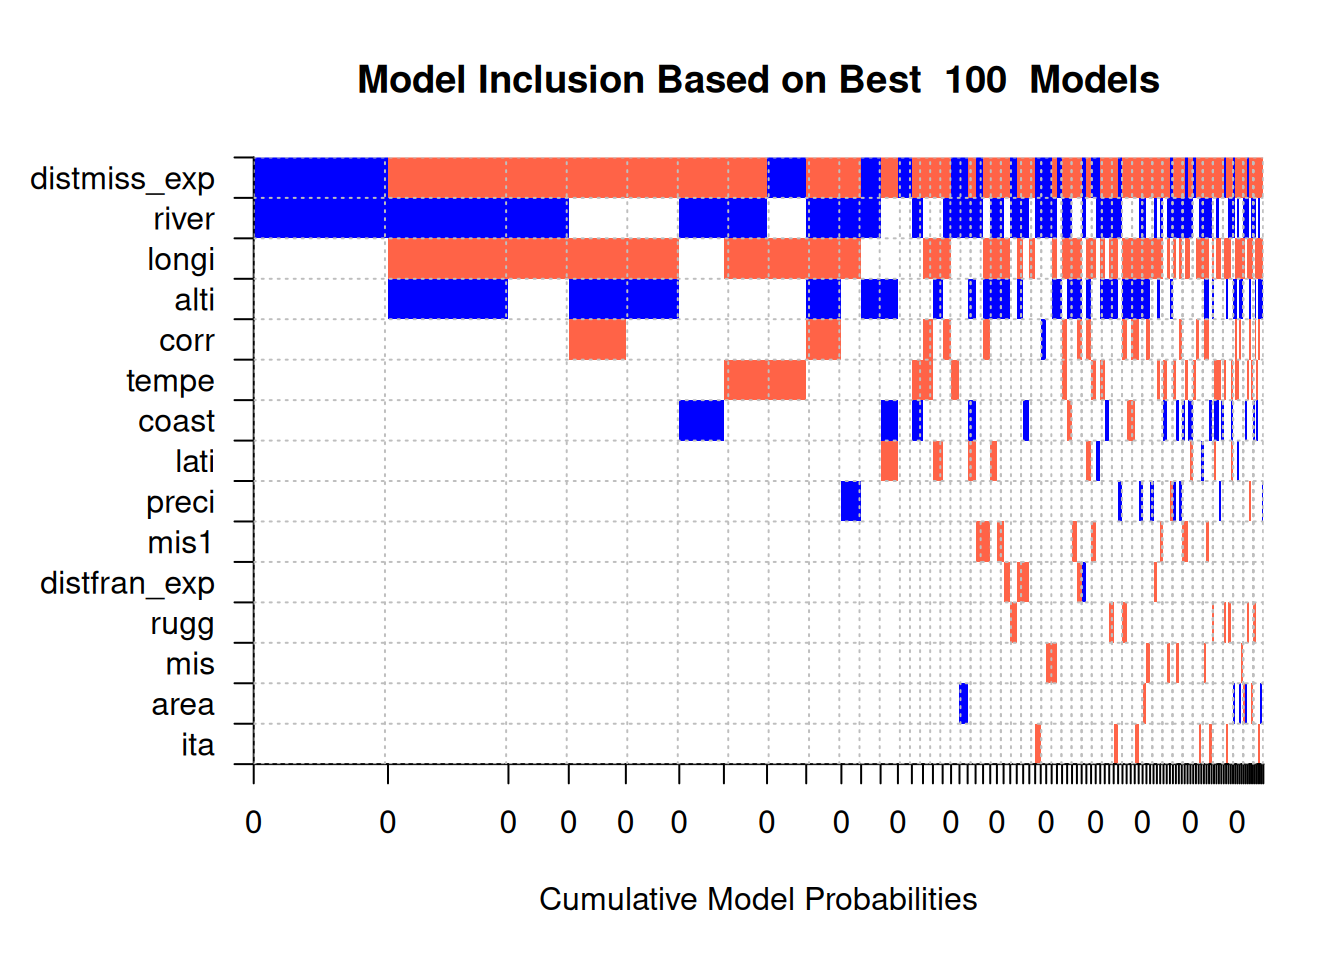 Model Inclusion Based on Best  100  Models
distmiss_exp
river
longi
alti
corr
tempe
coast
lati
preci
mis1
distfran_exp
rugg
mis
area
ita
0 0 0 0 0 0 0 0 0 0 0 0 0 0 0 0
Cumulative Model Probabilities